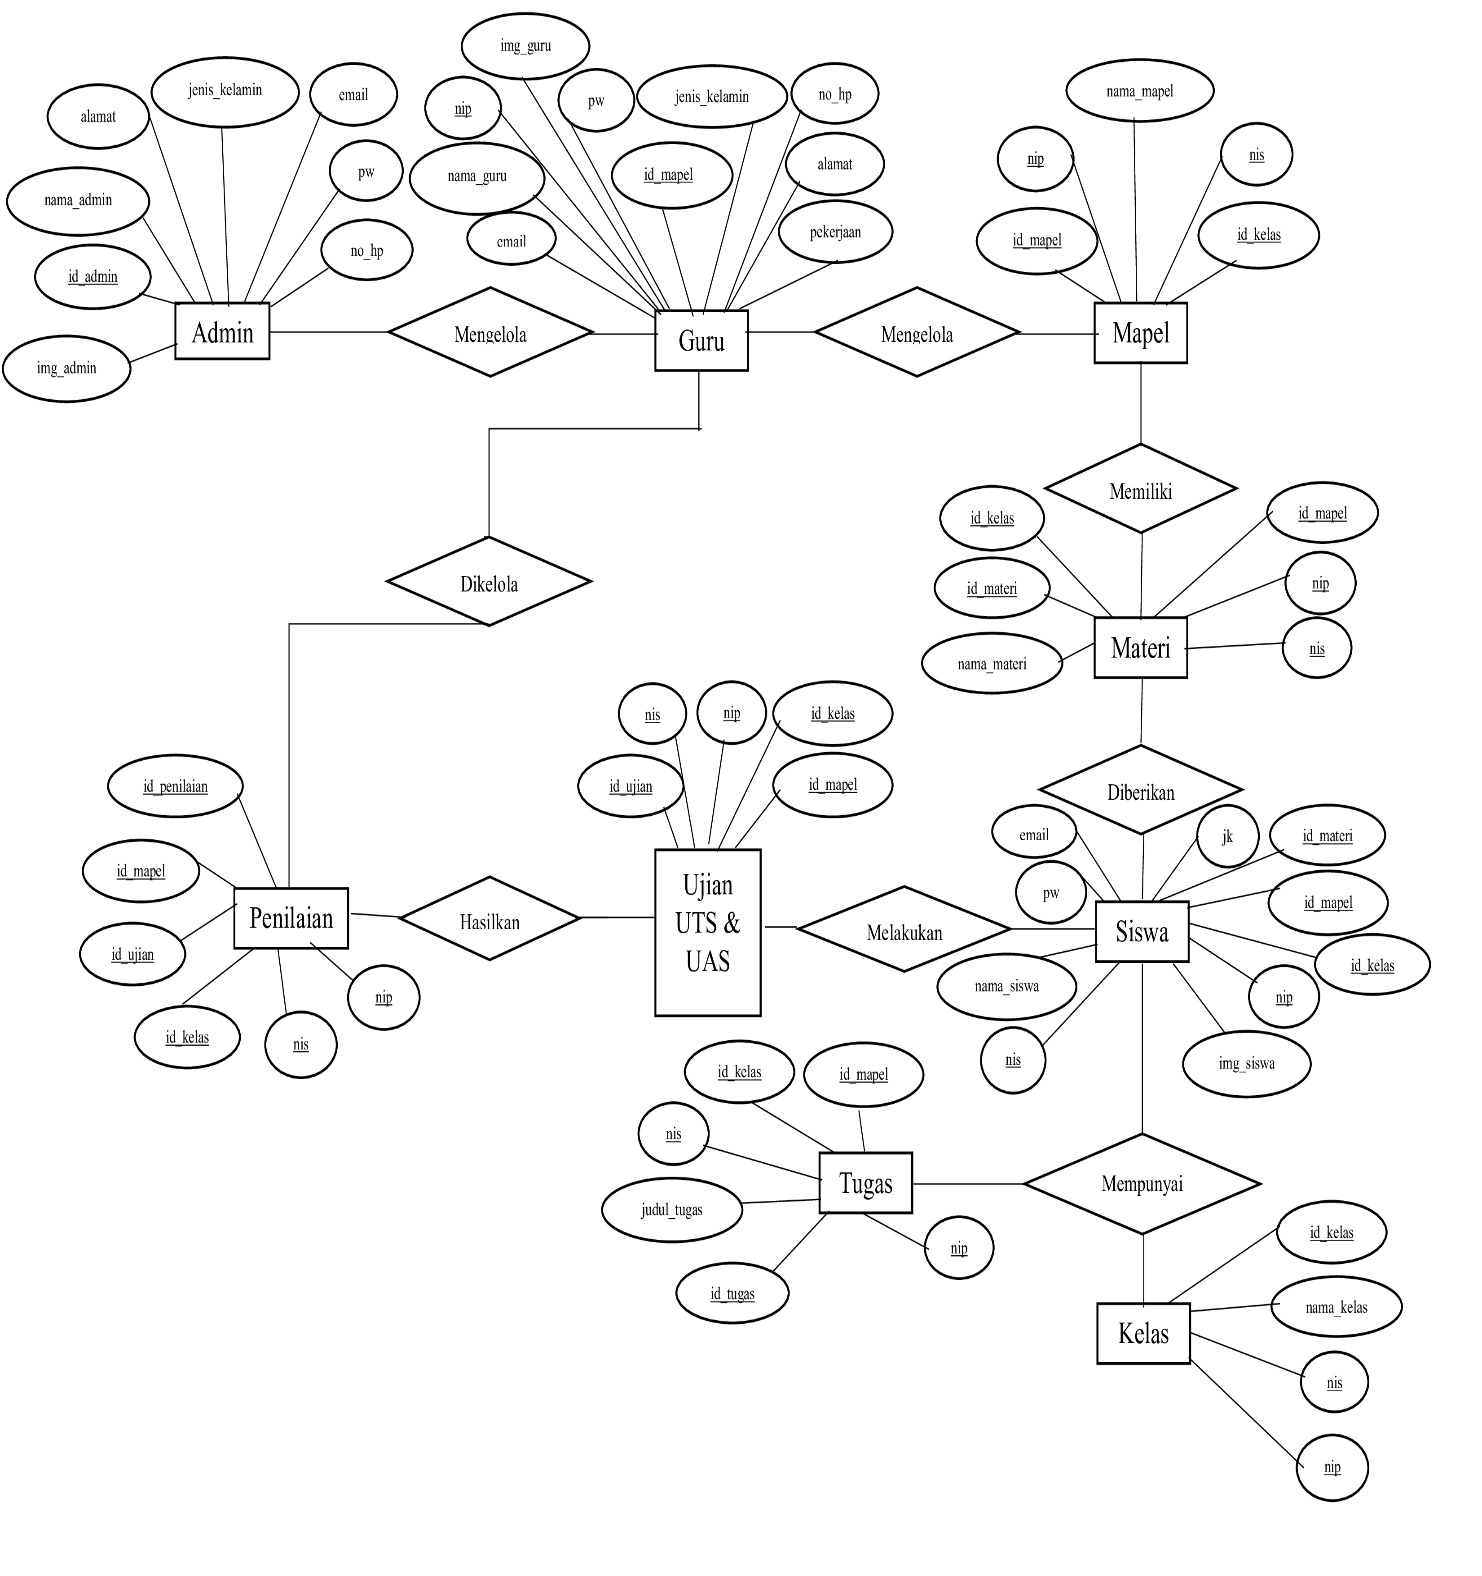 img_guru
jenis_kelamin
email
alamat
nip
pw
jenis_kelamin
no_hp
nama_mapel
nama_admin
pw
nama_guru
id_mapel
alamat
nip
nis
id_admin
no_hp
email
pekerjaan
id_mapel
id_kelas
img_admin
Admin
Mengelola
Guru
Mengelola
Mapel
Memiliki
id_kelas
id_mapel
Dikelola
id_materi
nip
nama_materi
Materi
nis
nis
nip
id_kelas
id_penilaian
id_ujian
id_mapel
Diberikan
email
jk
id_materi
id_mapel
pw
id_mapel
Penilaian
Hasilkan
Ujian
UTS &
UAS
Melakukan
Siswa
id_ujian
nama_siswa
id_kelas
nip
nip
id_kelas
nis
nis
img_siswa
id_kelas
id_mapel
nis
judul_tugas
Tugas
Mempunyai
nip
id_tugas
id_kelas
nama_kelas
Kelas
nis
nip